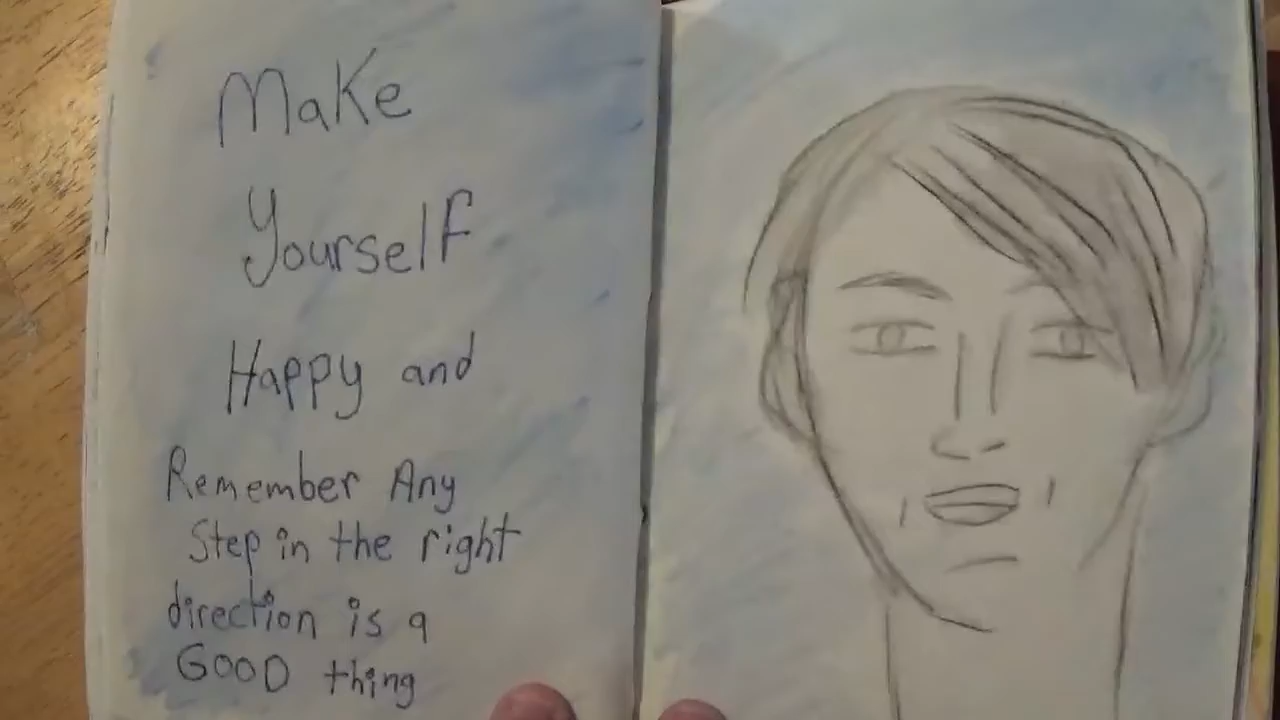 Make
Yourself
Happy and
Remember Any
Step in the right
direction is a
GOOD thing